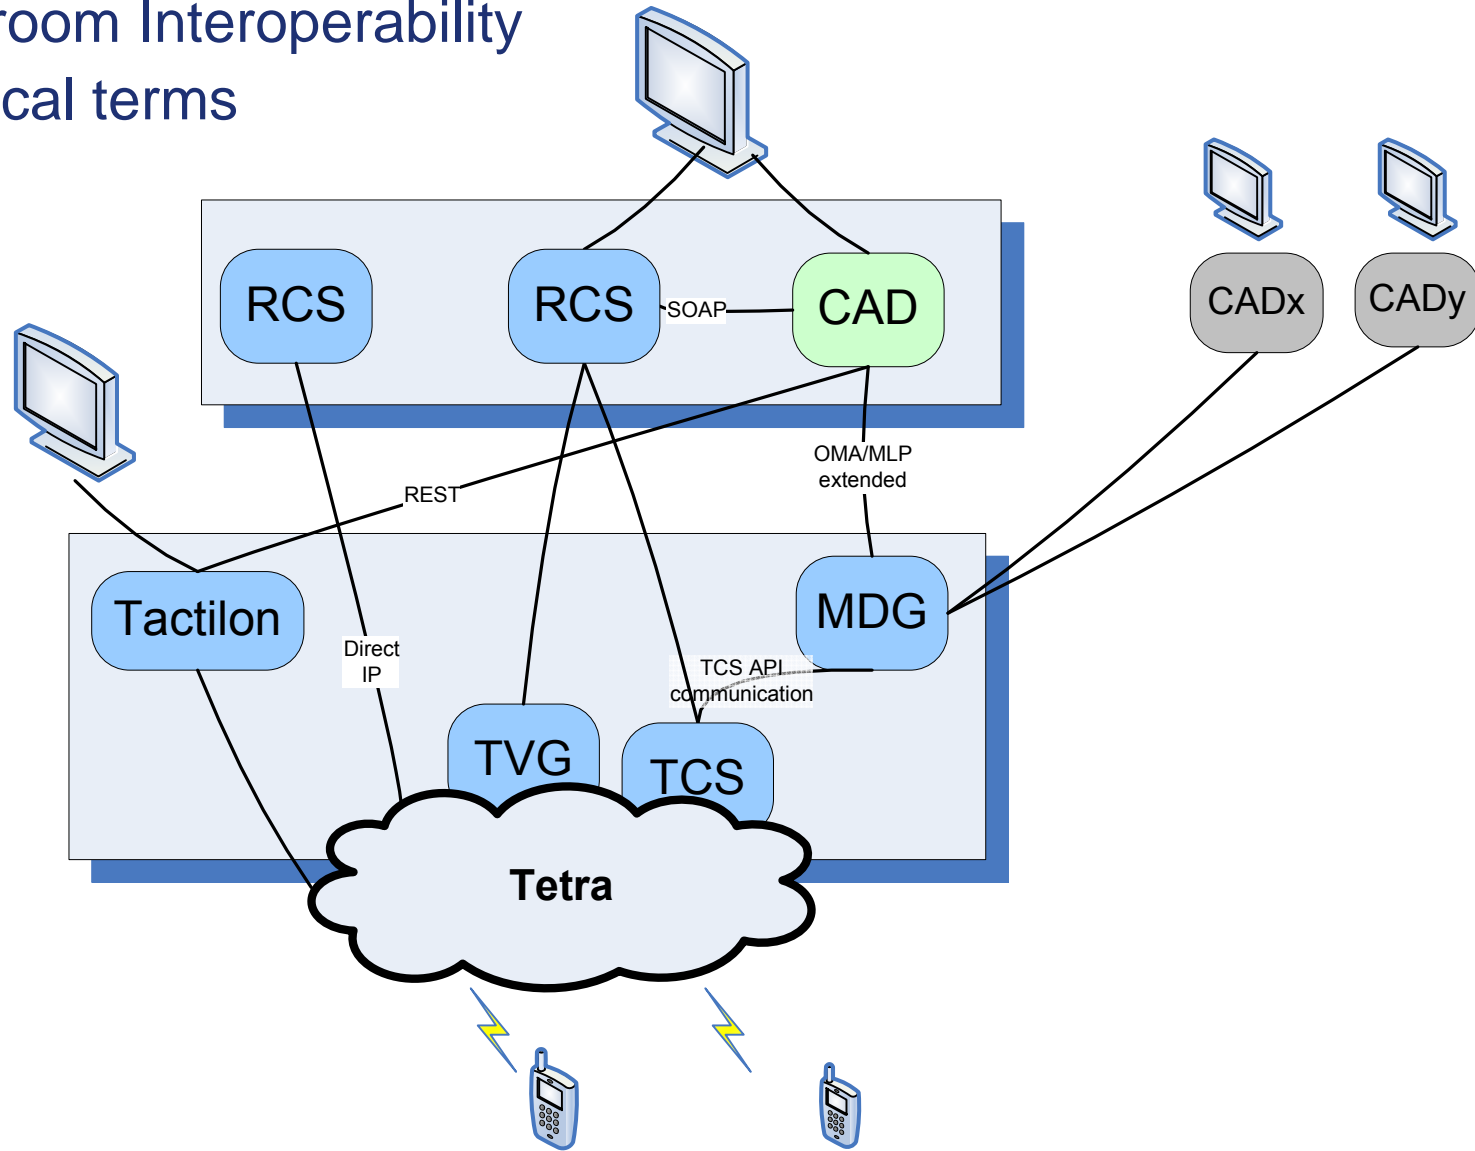 room Interoperability
cal terms
RCS
RCS
SOAP
CAD
CADx
CADy
OMA/MLP
extended
REST
Tactilon
MDG
Direct
IP
TCS API
communication
TVG
TCS
Tetra